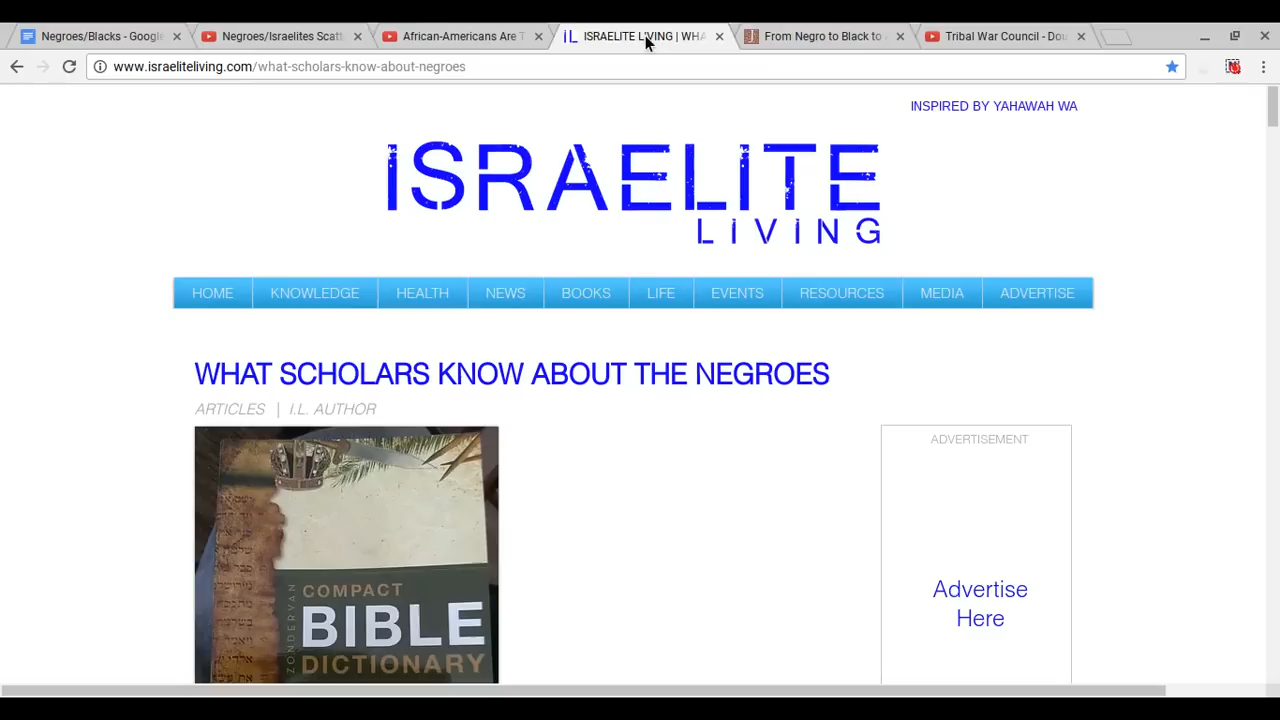 Negroes/Blacks - Google
Negroes/Israelites Scatt
African-Americans Are T
ISRAELITE LIVING | WHA
From Negro to Black to
Tribal War Council - Dou
www.israeliteliving.com/what-scholars-know-about-negroes
INSPIRED BY YAHAWAH WA
ISRAELITE
LIVING
HOME KNOWLEDGE HEALTH NEWS BOOKS LIFE EVENTS RESOURCES MEDIA ADVERTISE
WHAT SCHOLARS KNOW ABOUT THE NEGROES
ARTICLES | I.L. AUTHOR
ADVERTISEMENT
Advertise
Here
ZONDERVAN
COMPACT
BIBLE
DICTIONARY